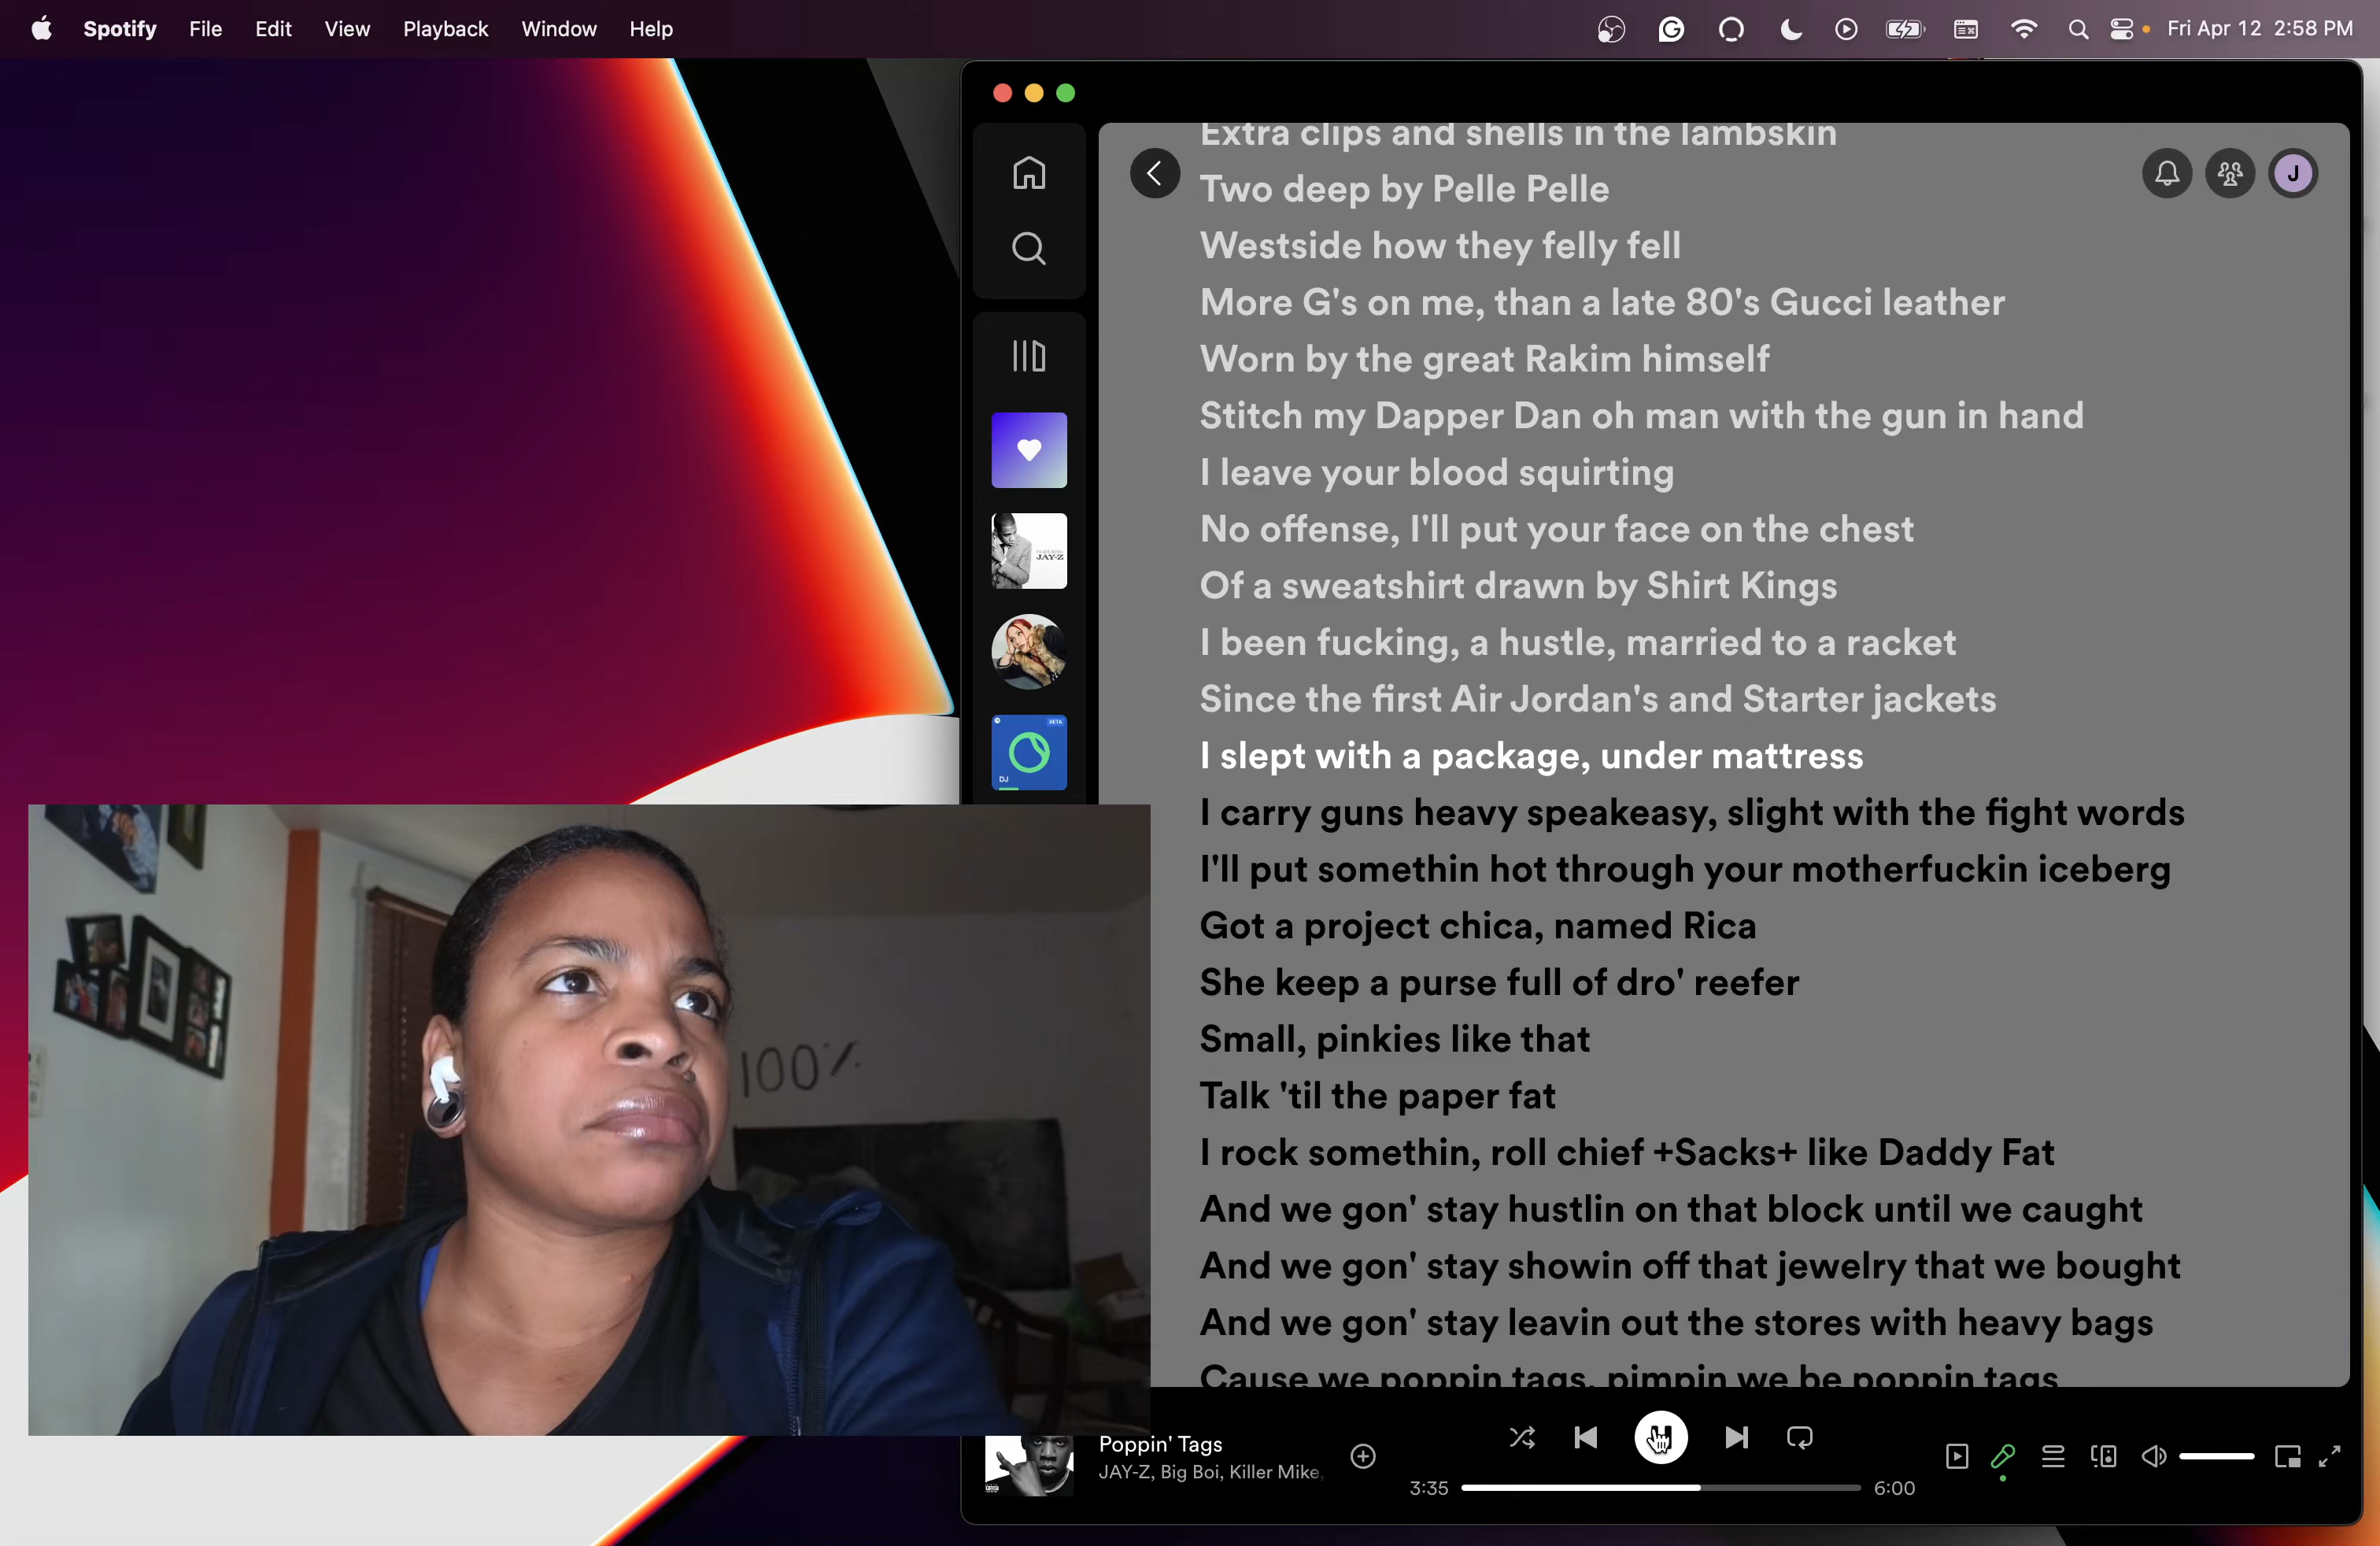 Spotify File Edit View Playback Window Help Fri Apr 12 2:58 PM
Extra clips and shells in the lambskin
Two deep by Pelle Pelle
Westside how they felly fell
More G's on me, than a late 80's Gucci leather
Worn by the great Rakim himself
Stitch my Dapper Dan oh man with the gun in hand
I leave your blood squirting
No offense, I'll put your face on the chest
Of a sweatshirt drawn by Shirt Kings
I been fucking, a hustle, married to a racket
Since the first Air Jordan's and Starter jackets
I slept with a package, under mattress
I carry guns heavy speakeasy, slight with the fight words
I'll put somethin hot through your motherfuckin iceberg
Got a project chica, named Rica
She keep a purse full of dro' reefer
Small, pinkies like that
Talk 'til the paper fat
I rock somethin, roll chief +Sacks+ like Daddy Fat
And we gon' stay hustlin on that block until we caught
And we gon' stay showin off that jewelry that we bought
And we gon' stay leavin out the stores with heavy bags
Cause we poppin tags, pimpin we be poppin tags
J
JAY-Z
BETA
DJ
100%
Poppin' Tags
JAY-Z, Big Boi, Killer Mike,
3:35
6:00